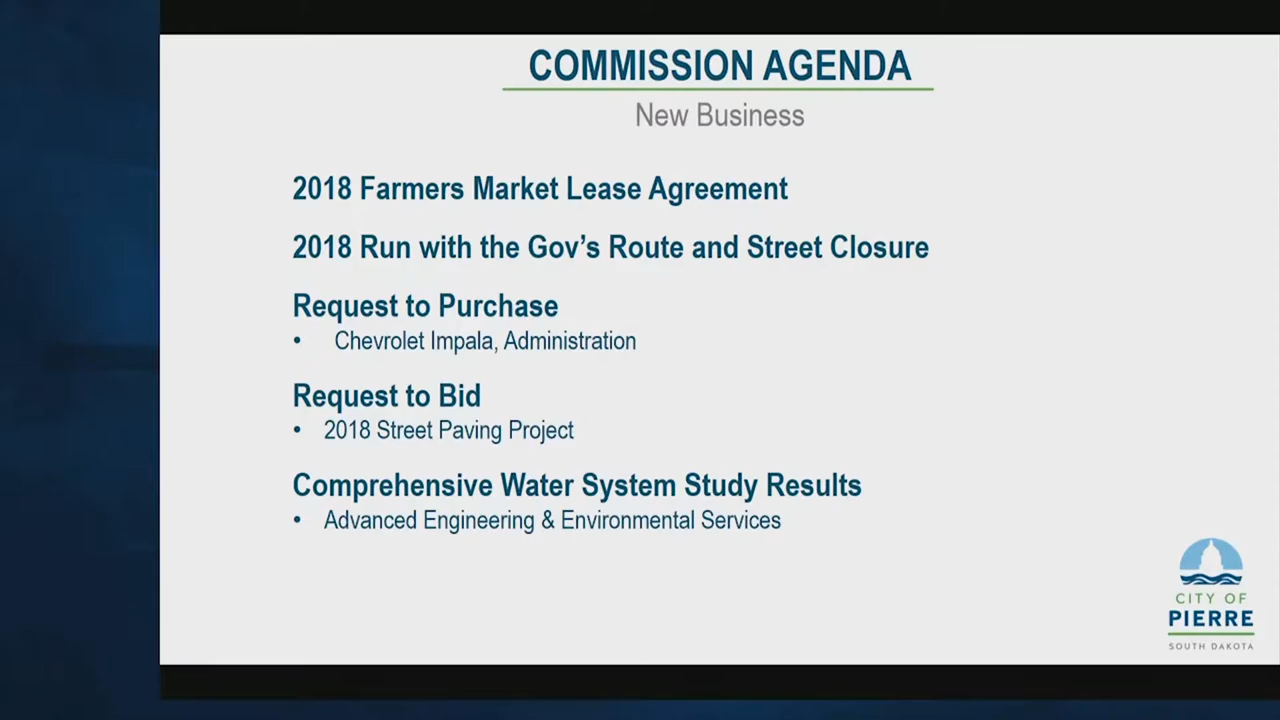 COMMISSION AGENDA
New Business
2018 Farmers Market Lease Agreement
2018 Run with the Gov’s Route and Street Closure
Request to Purchase
• Chevrolet Impala, Administration
Request to Bid
• 2018 Street Paving Project
Comprehensive Water System Study Results
• Advanced Engineering & Environmental Services
CITY OF
PIERRE
SOUTH DAKOTA